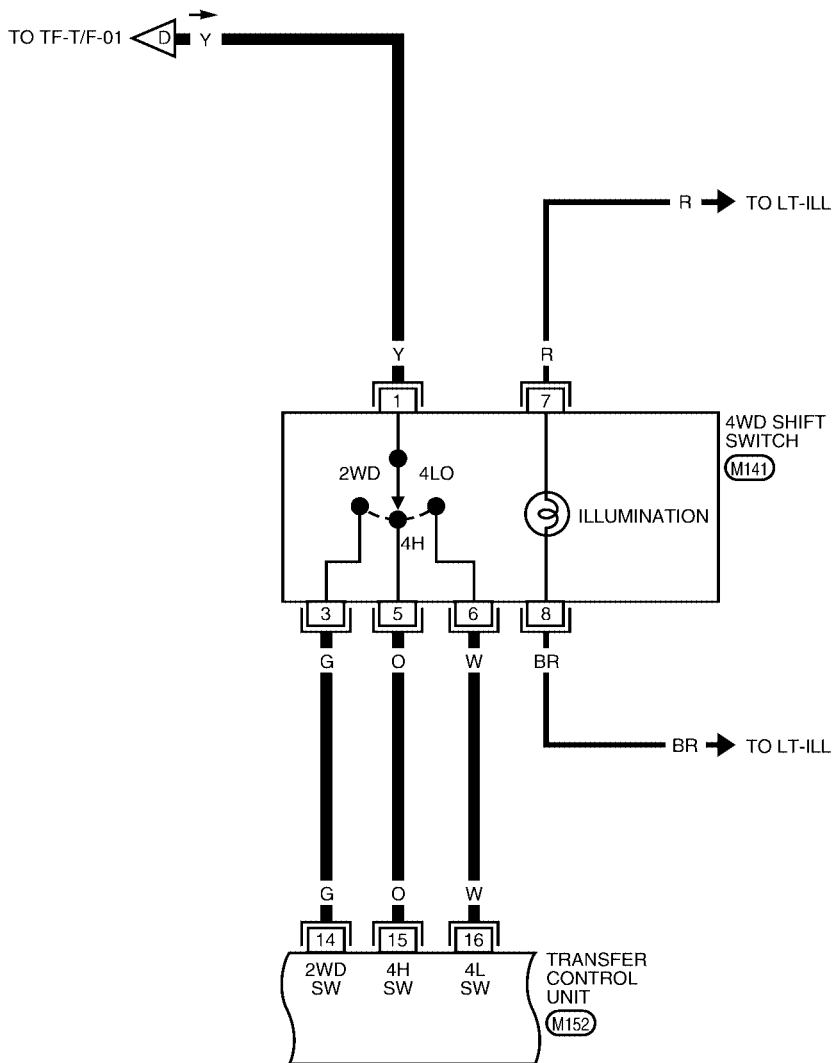 TO TF-T/F-01 D Y
R TO LT-ILL
Y R
1 7
4WD SHIFT
SWITCH
M141
2WD 4LO
4H
ILLUMINATION
3 5 6 8
G O W BR
BR TO LT-ILL
G O W
14 15 16
2WD
SW
4H
SW
4L
SW
TRANSFER
CONTROL
UNIT
M152